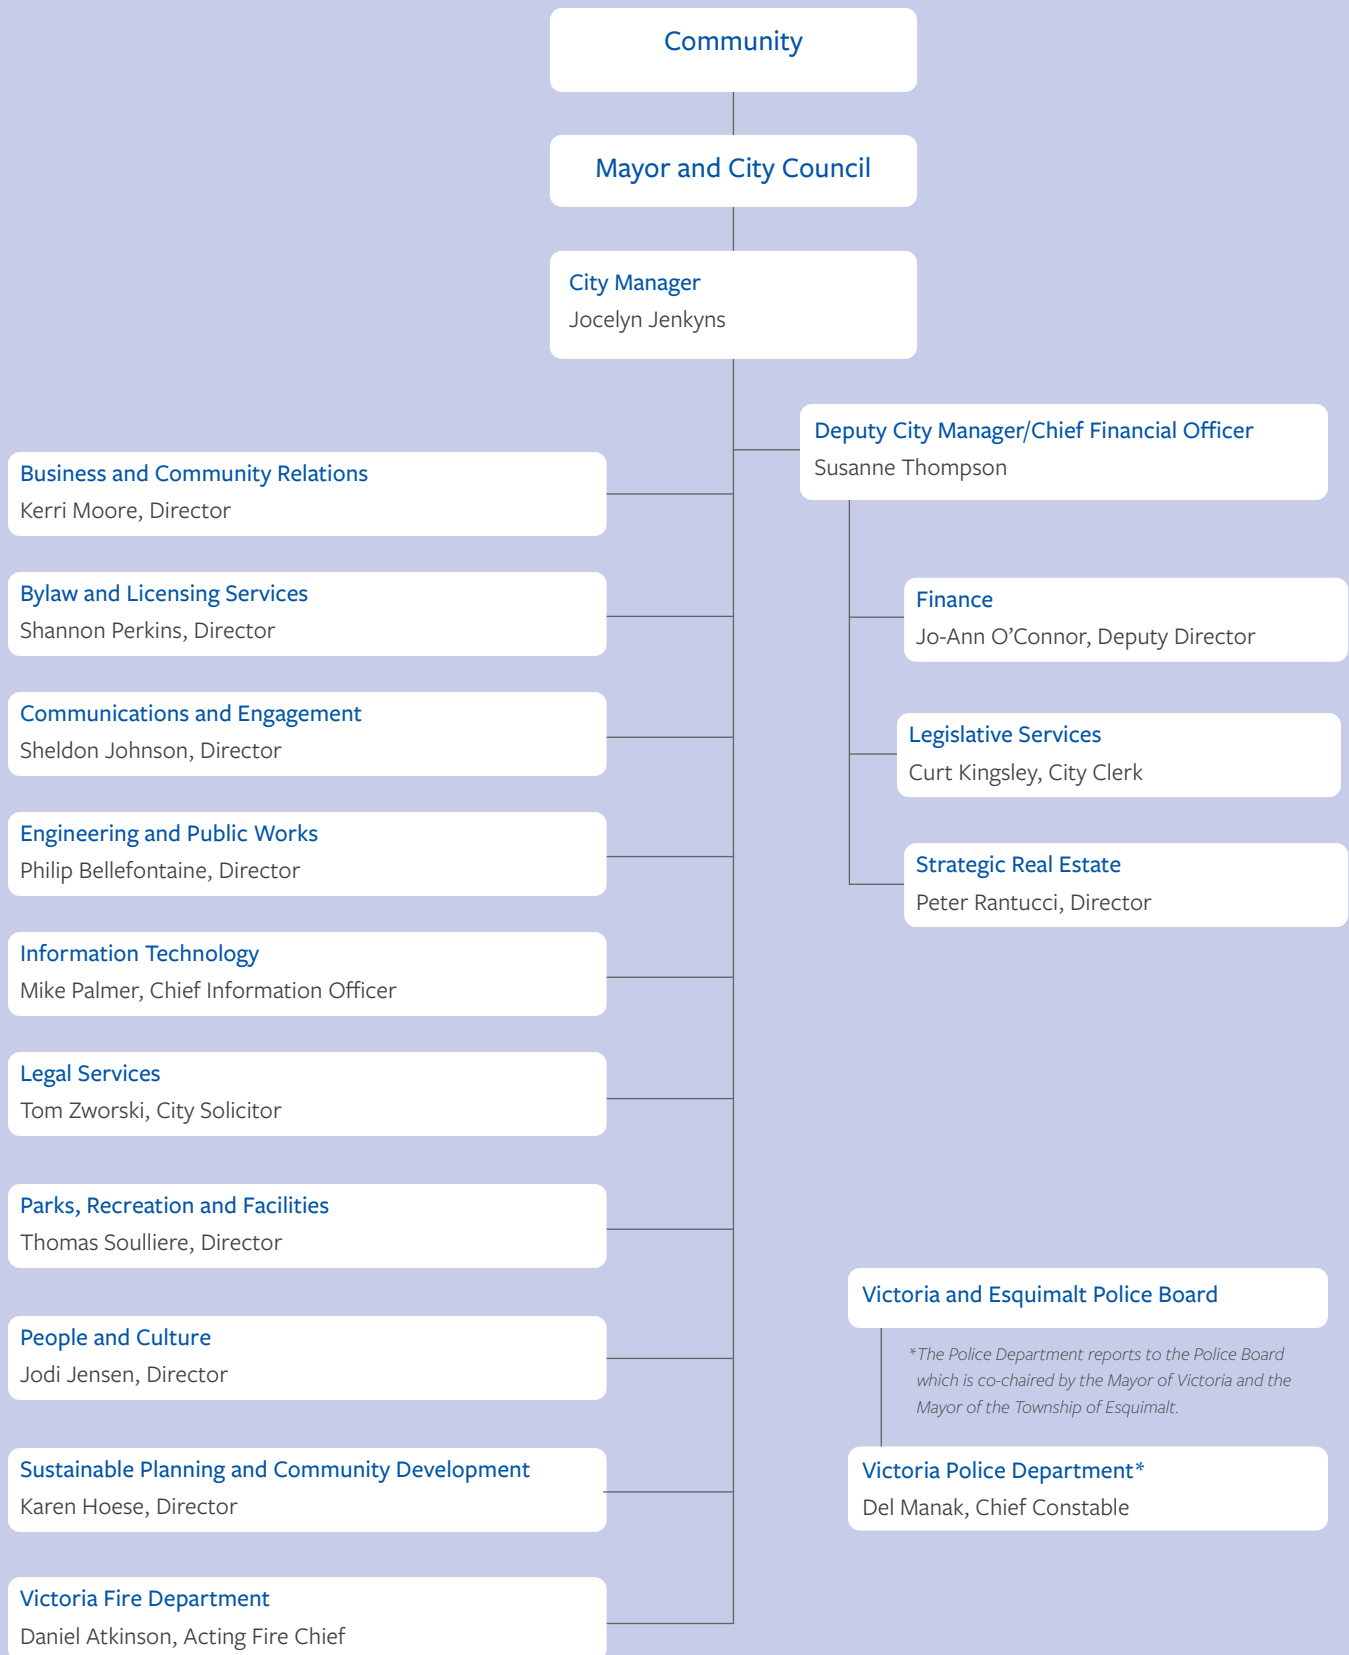 Community
Mayor and City Council
City Manager
Jocelyn Jenkyns
Deputy City Manager/Chief Financial Officer
Susanne Thompson
Business and Community Relations
Kerri Moore, Director
Bylaw and Licensing Services
Shannon Perkins, Director
Communications and Engagement
Sheldon Johnson, Director
Engineering and Public Works
Philip Bellefontaine, Director
Information Technology
Mike Palmer, Chief Information Officer
Legal Services
Tom Zworski, City Solicitor
Parks, Recreation and Facilities
Thomas Soulliere, Director
People and Culture
Jodi Jensen, Director
Sustainable Planning and Community Development
Karen Hoese, Director
Victoria Fire Department
Daniel Atkinson, Acting Fire Chief
Finance
Jo-Ann O’Connor, Deputy Director
Legislative Services
Curt Kingsley, City Clerk
Strategic Real Estate
Peter Rantucci, Director
Victoria and Esquimalt Police Board
*The Police Department reports to the Police Board
which is co-chaired by the Mayor of Victoria and the
Mayor of the Township of Esquimalt.
Victoria Police Department*
Del Manak, Chief Constable